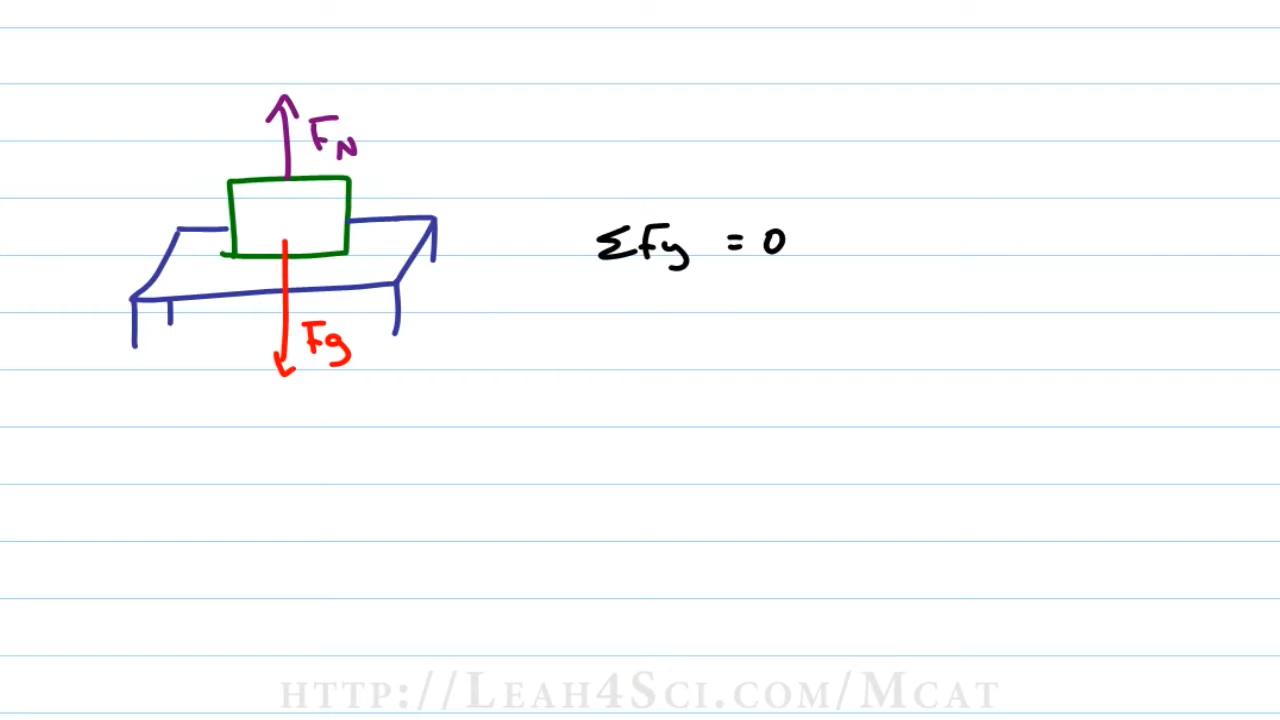 FN
ΣFy = 0
Fg
http://Leah4Sci.com/Mcat